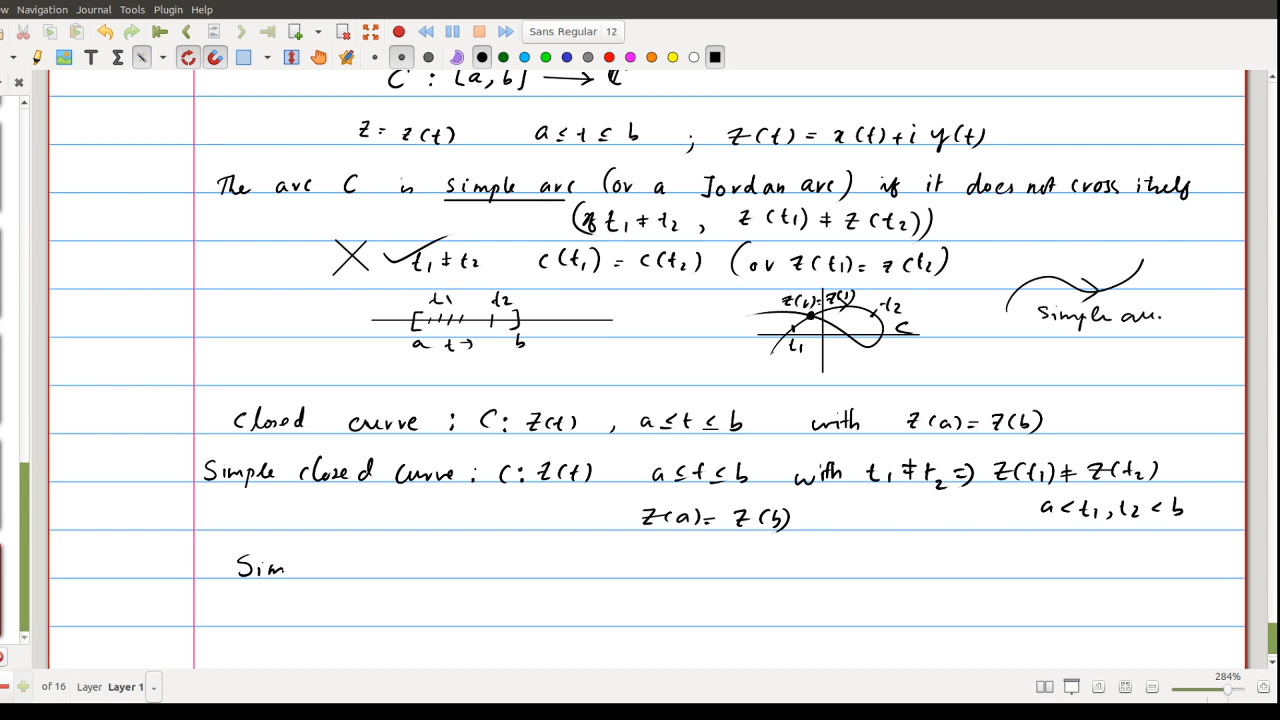 Navigation Journal Tools Plugin Help
Sans Regular 12
C : [a, b] → ℂ
z = z(t) a ≤ t ≤ b ; z(t) = x(t) + i y(t)
The arc C is simple arc (or a Jordan arc) if it does not cross itself
(if t₁ ≠ t₂ , z(t₁) ≠ z(t₂))
t₁ ≠ t₂ c(t₁) = c(t₂) (or z(t₁) = z(t₂)
t₁ t₂
[ ]
a t → b
t₂
C
t₁
simple arc.
Closed curve : C : z(t) , a ≤ t ≤ b with z(a) = z(b)
Simple closed curve : C : z(t) a ≤ t ≤ b with t₁ ≠ t₂ ⇒ z(t₁) ≠ z(t₂)
z(a) = z(b) a < t₁, t₂ < b
Sim
of 16 Layer Layer 1
284%